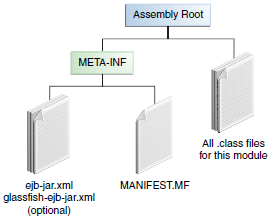 Assembly Root
META-INF
All .class files
for this module
ejb-jar.xml
glassfish-ejb-jar.xml
(optional)
MANIFEST.MF